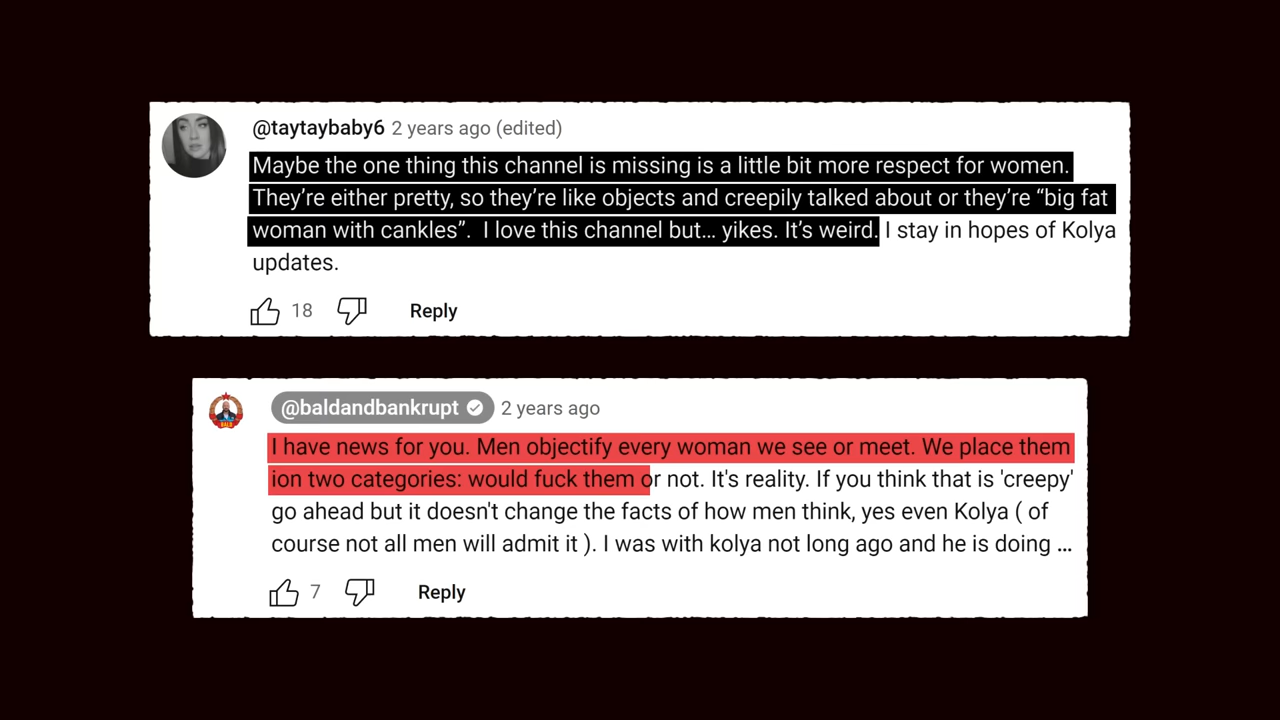 @taytaybaby6 2 years ago (edited)
Maybe the one thing this channel is missing is a little bit more respect for women.
They’re either pretty, so they’re like objects and creepily talked about or they’re “big fat
woman with cankles”.  I love this channel but... yikes. It’s weird. I stay in hopes of Kolya
updates.
18 Reply
@baldandbankrupt 2 years ago
I have news for you. Men objectify every woman we see or meet. We place them
ion two categories: would fuck them or not. It's reality. If you think that is 'creepy'
go ahead but it doesn't change the facts of how men think, yes even Kolya ( of
course not all men will admit it ). I was with kolya not long ago and he is doing ...
7 Reply